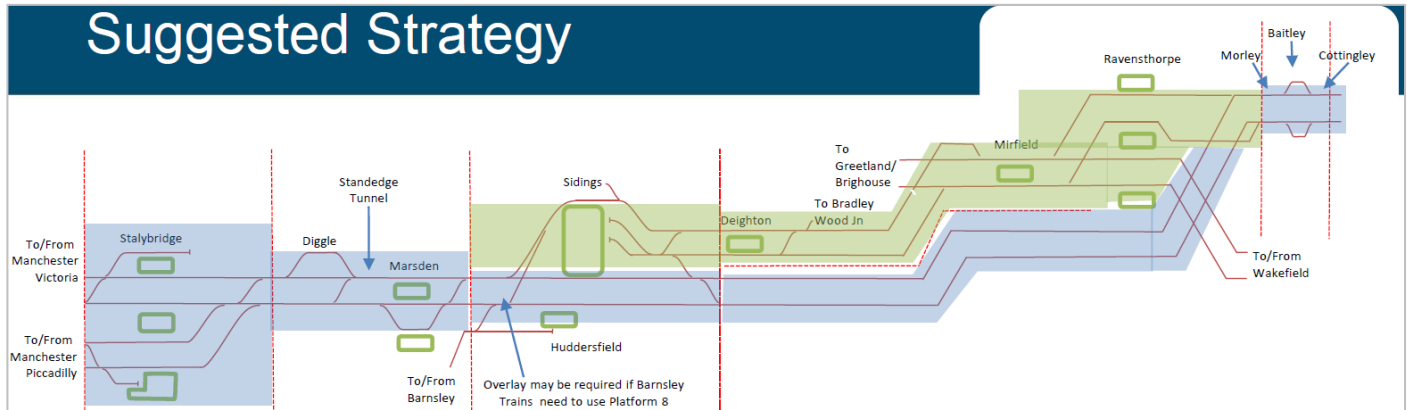 Suggested Strategy
Baitley
Morley
Cottingley
Ravensthorpe
To
Greetland/
Brighouse
Mirfield
Standedge
Tunnel
Sidings
To Bradley
Wood Jn
Deighton
To/From
Manchester
Victoria
Stalybridge
Diggle
Marsden
To/From
Wakefield
To/From
Manchester
Piccadilly
Huddersfield
To/From
Barnsley
Overlay may be required if Barnsley
Trains need to use Platform 8